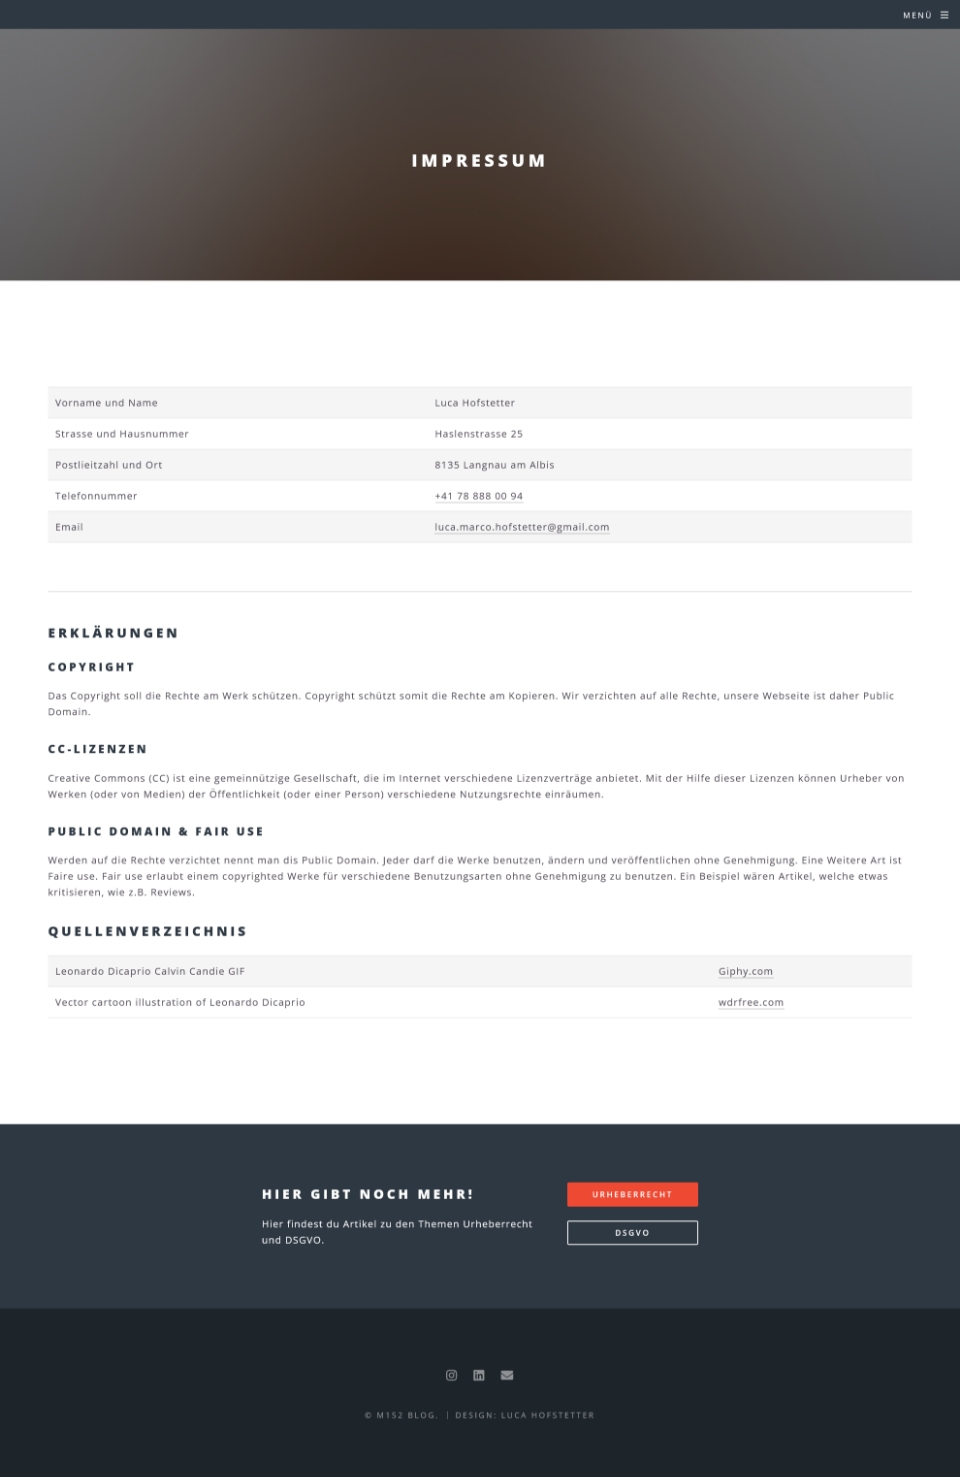 MENÜ
IMPRESSUM
Vorname und Name Luca Hofstetter
Strasse und Hausnummer Haslenstrasse 25
Postlieitzahl und Ort 8135 Langnau am Albis
Telefonnummer +41 78 888 00 94
Email luca.marco.hofstetter@gmail.com
ERKLÄRUNGEN
COPYRIGHT
Das Copyright soll die Rechte am Werk schützen. Copyright schützt somit die Rechte am Kopieren. Wir verzichten auf alle Rechte, unsere Webseite ist daher Public
Domain.
CC-LIZENZEN
Creative Commons (CC) ist eine gemeinnützige Gesellschaft, die im Internet verschiedene Lizenzverträge anbietet. Mit der Hilfe dieser Lizenzen können Urheber von
Werken (oder von Medien) der Öffentlichkeit (oder einer Person) verschiedene Nutzungsrechte einräumen.
PUBLIC DOMAIN & FAIR USE
Werden auf die Rechte verzichtet nennt man dis Public Domain. Jeder darf die Werke benutzen, ändern und veröffentlichen ohne Genehmigung. Eine Weitere Art ist
Faire use. Fair use erlaubt einem copyrighted Werke für verschiedene Benutzungsarten ohne Genehmigung zu benutzen. Ein Beispiel wären Artikel, welche etwas
kritisieren, wie z.B. Reviews.
QUELLENVERZEICHNIS
Leonardo Dicaprio Calvin Candie GIF Giphy.com
Vector cartoon illustration of Leonardo Dicaprio wdrfree.com
HIER GIBT NOCH MEHR!
Hier findest du Artikel zu den Themen Urheberrecht
und DSGVO.
URHEBERRECHT
DSGVO
© M152 BLOG. | DESIGN: LUCA HOFSTETTER